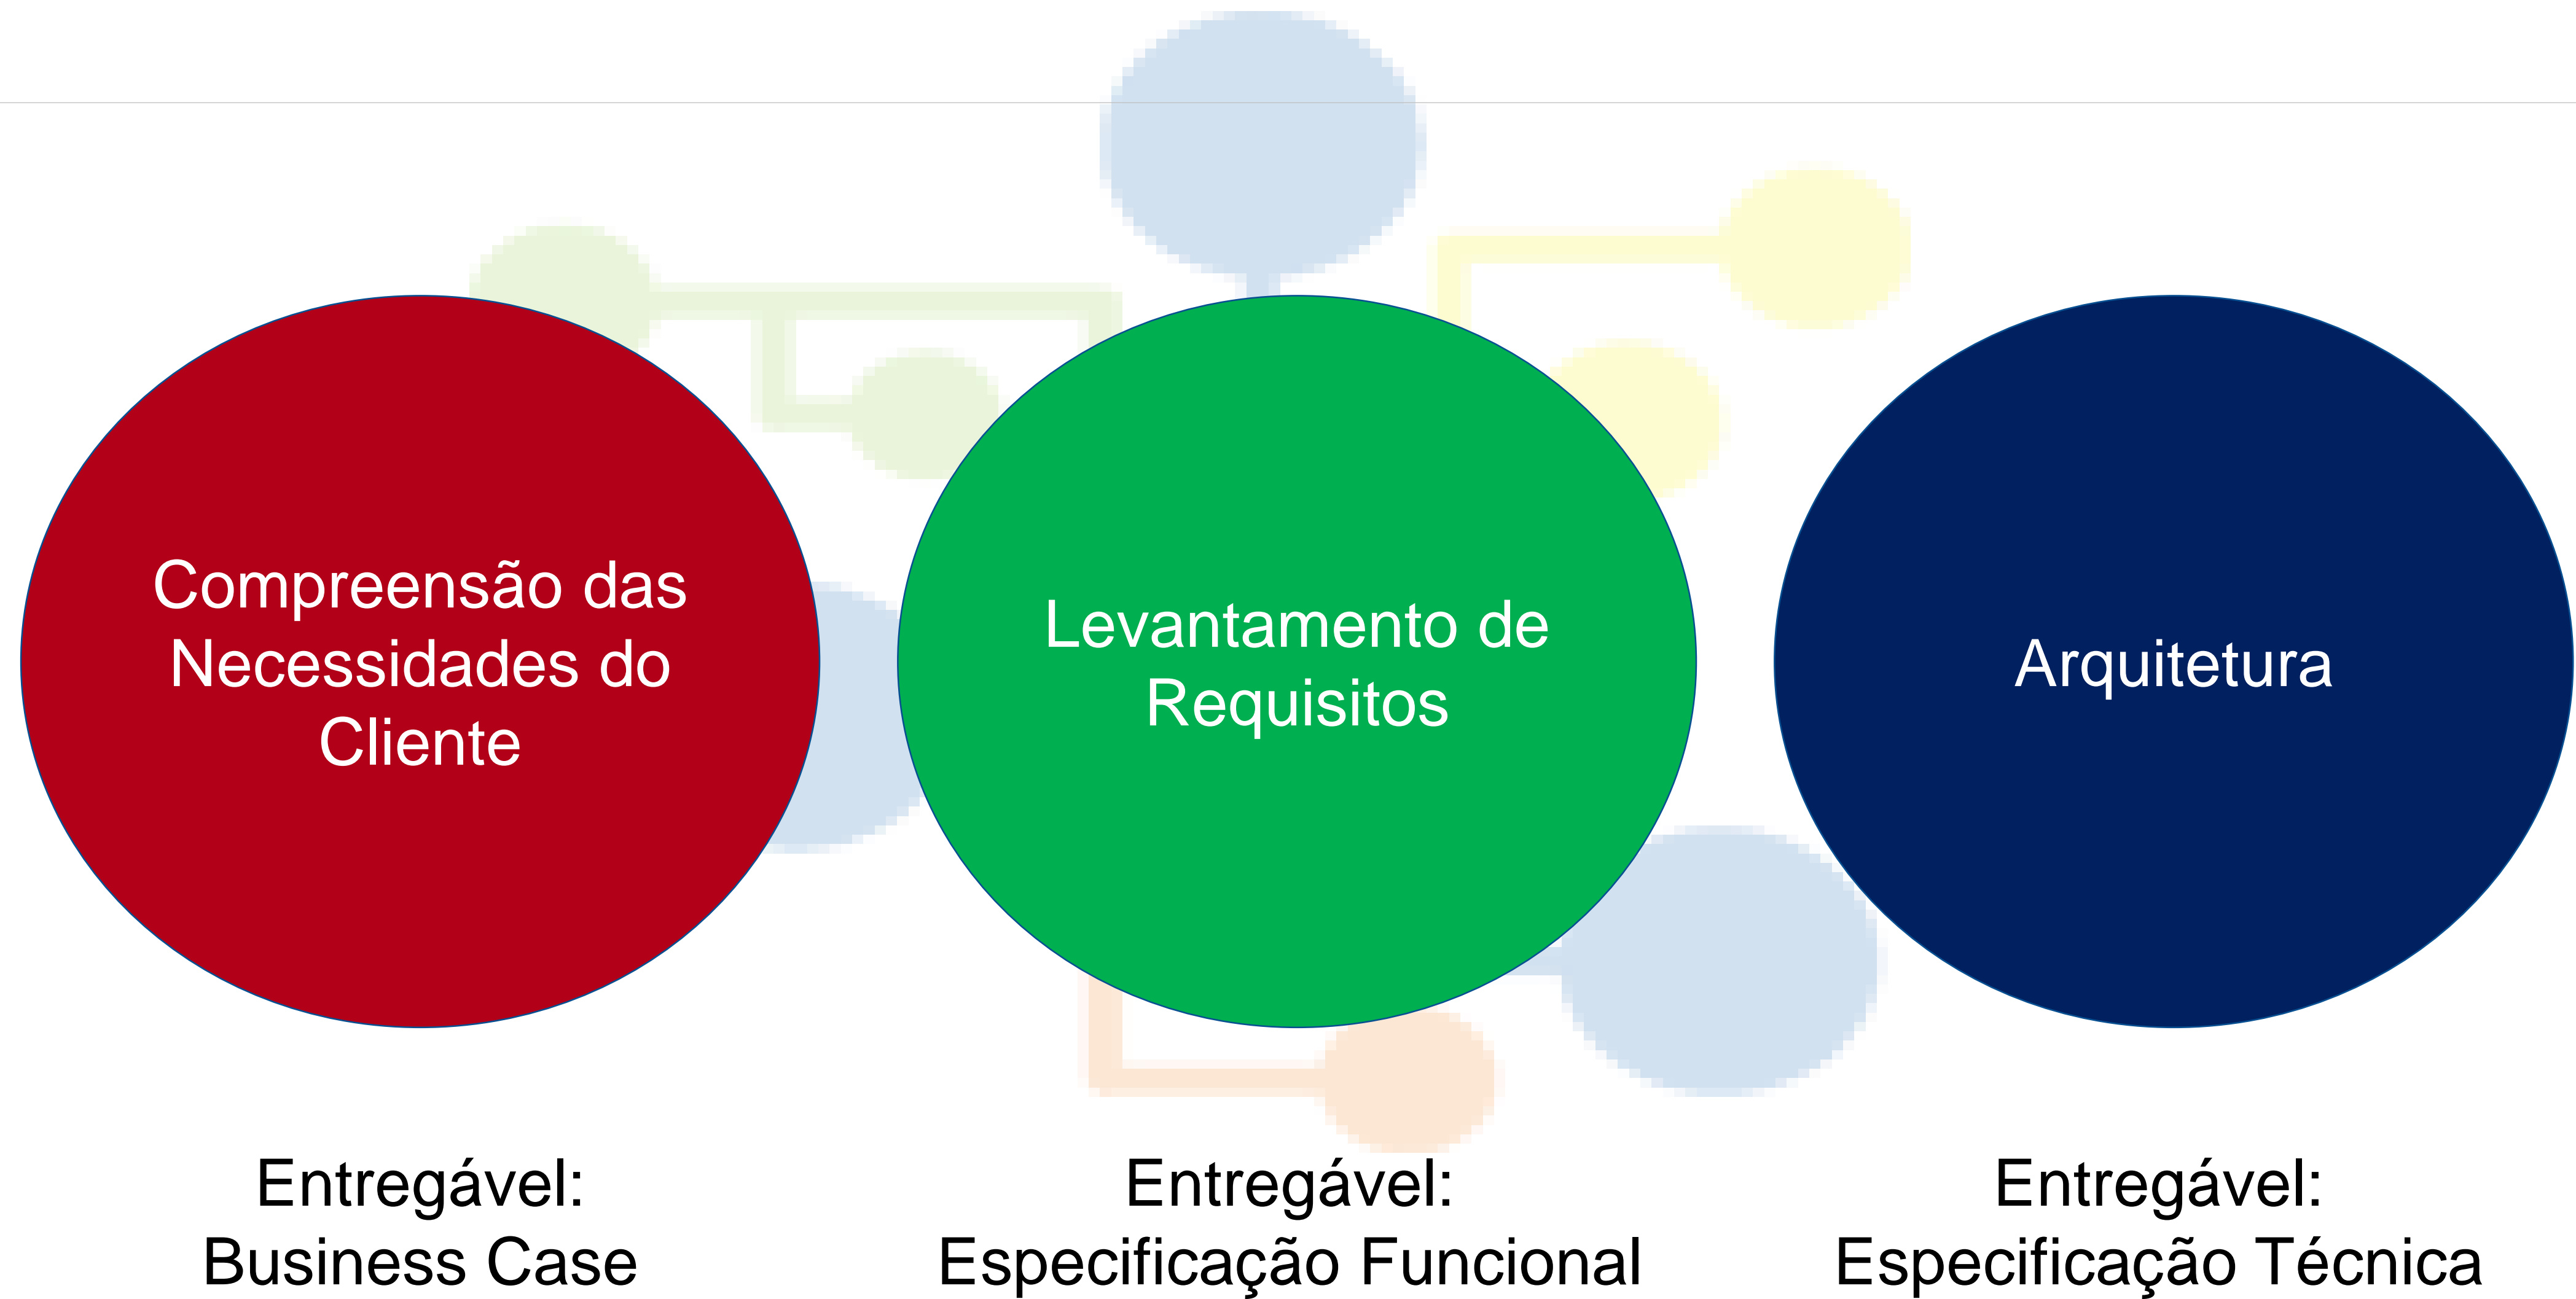 Compreensão das
Necessidades do
Cliente
Levantamento de
Requisitos
Arquitetura
Entregável:
Business Case
Entregável:
Especificação Funcional
Entregável:
Especificação Técnica